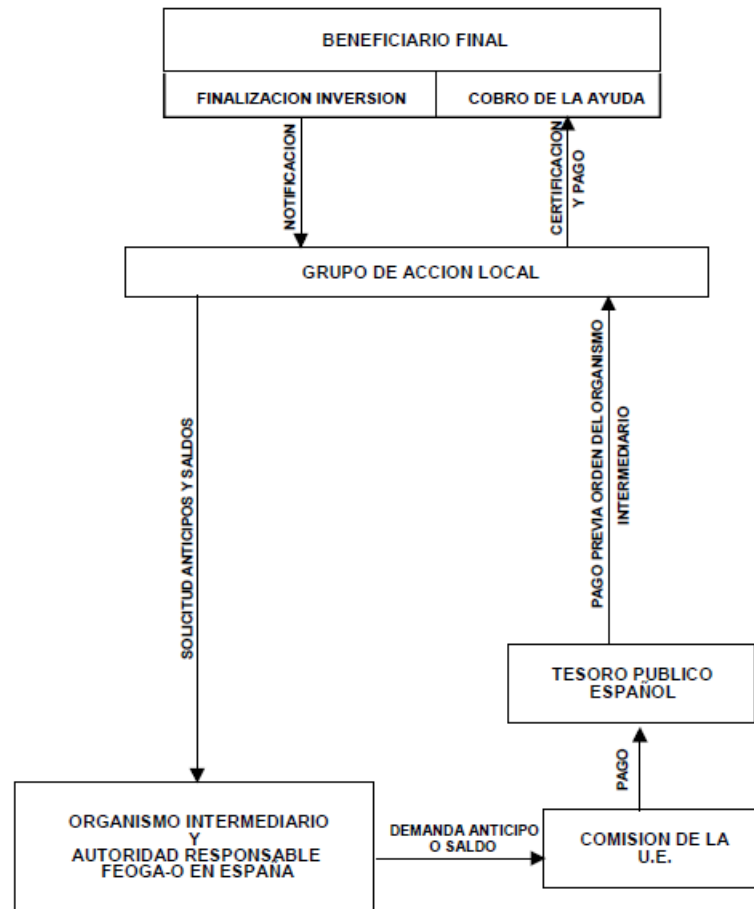 BENEFICIARIO FINAL
FINALIZACION INVERSION
COBRO DE LA AYUDA
NOTIFICACION
CERTIFICACION
Y PAGO
GRUPO DE ACCION LOCAL
SOLICITUD ANTICIPOS Y SALDOS
PAGO PREVIA ORDEN DEL ORGANISMO
INTERMEDIARIO
TESORO PUBLICO
ESPAÑOL
PAGO
ORGANISMO INTERMEDIARIO
Y
AUTORIDAD RESPONSABLE
FEOGA-O EN ESPAÑA
DEMANDA ANTICIPO
O SALDO
COMISION DE LA
U.E.